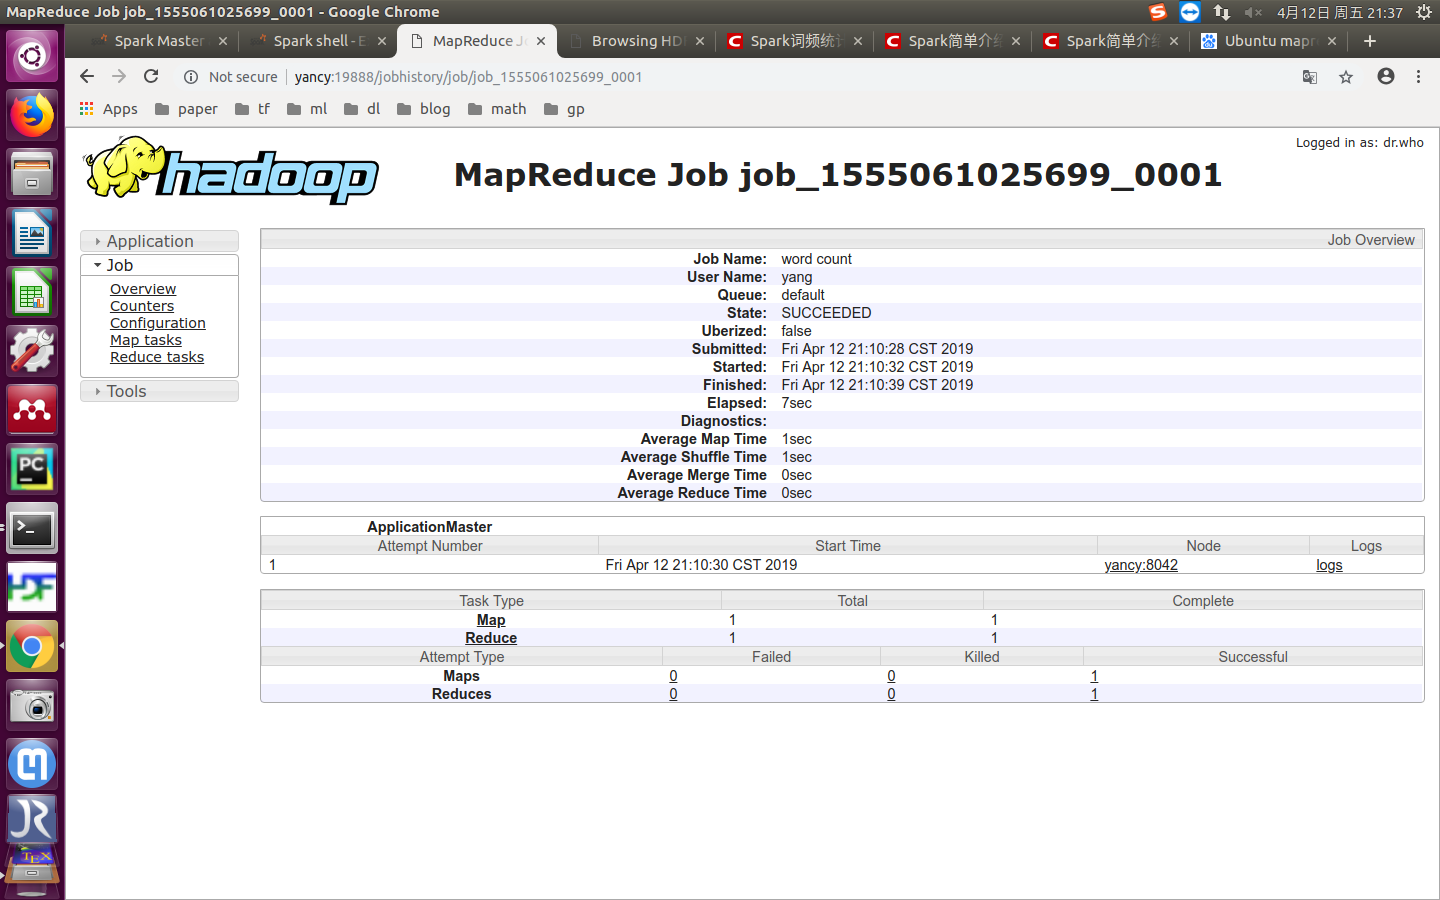 MapReduce Job job_1555061025699_0001 - Google Chrome
4月12日 周五 21:37
Spark Master
Spark shell - E
MapReduce J
Browsing HD
Spark词频统计
Spark简单介绍
Spark简单介绍
Ubuntu mapr
Not secure
yancy:19888/jobhistory/job/job_1555061025699_0001
Apps
paper
tf
ml
dl
blog
math
gp
hadoop
MapReduce Job job_1555061025699_0001
Logged in as: dr.who
Application
Job
Overview
Counters
Configuration
Map tasks
Reduce tasks
Tools
Job Overview
Job Name: word count
User Name: yang
Queue: default
State: SUCCEEDED
Uberized: false
Submitted: Fri Apr 12 21:10:28 CST 2019
Started: Fri Apr 12 21:10:32 CST 2019
Finished: Fri Apr 12 21:10:39 CST 2019
Elapsed: 7sec
Diagnostics:
Average Map Time 1sec
Average Shuffle Time 1sec
Average Merge Time 0sec
Average Reduce Time 0sec
ApplicationMaster
Attempt Number Start Time Node Logs
1 Fri Apr 12 21:10:30 CST 2019 yancy:8042 logs
Task Type Total Complete
Map 1 1
Reduce 1 1
Attempt Type Failed Killed Successful
Maps 0 0 1
Reduces 0 0 1
PC
HDF
JR
TEX